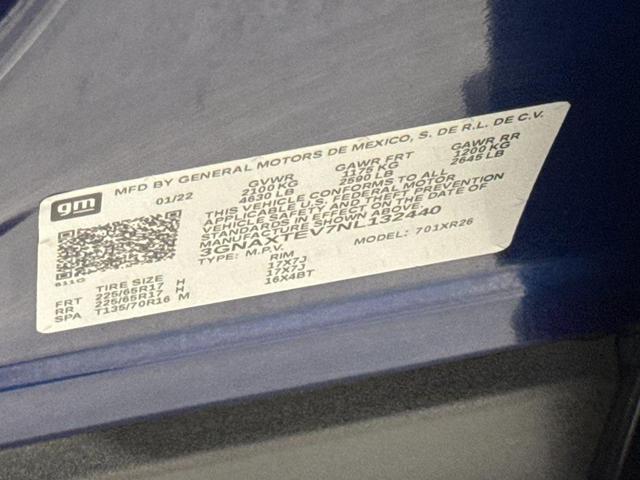 gm
MFD BY GENERAL MOTORS DE MEXICO, S. DE R.L. DE C.V.
01/22
GVWR GAWR FRT GAWR RR
2100 KG 1175 KG 1200 KG
4630 LB 2590 LB 2645 LB
THIS VEHICLE CONFORMS TO ALL
APPLICABLE U.S. FEDERAL MOTOR
VEHICLE SAFETY AND THEFT PREVENTION
STANDARDS IN EFFECT ON THE DATE OF
MANUFACTURE SHOWN ABOVE.
3GNAXTEV7NL132440
TYPE: M.P.V. MODEL: 701XR26
611G
TIRE SIZE RIM
FRT 225/65R17 H 17X7J
RR 225/65R17 H 17X7J
SPA T135/70R16 M 16X4BT